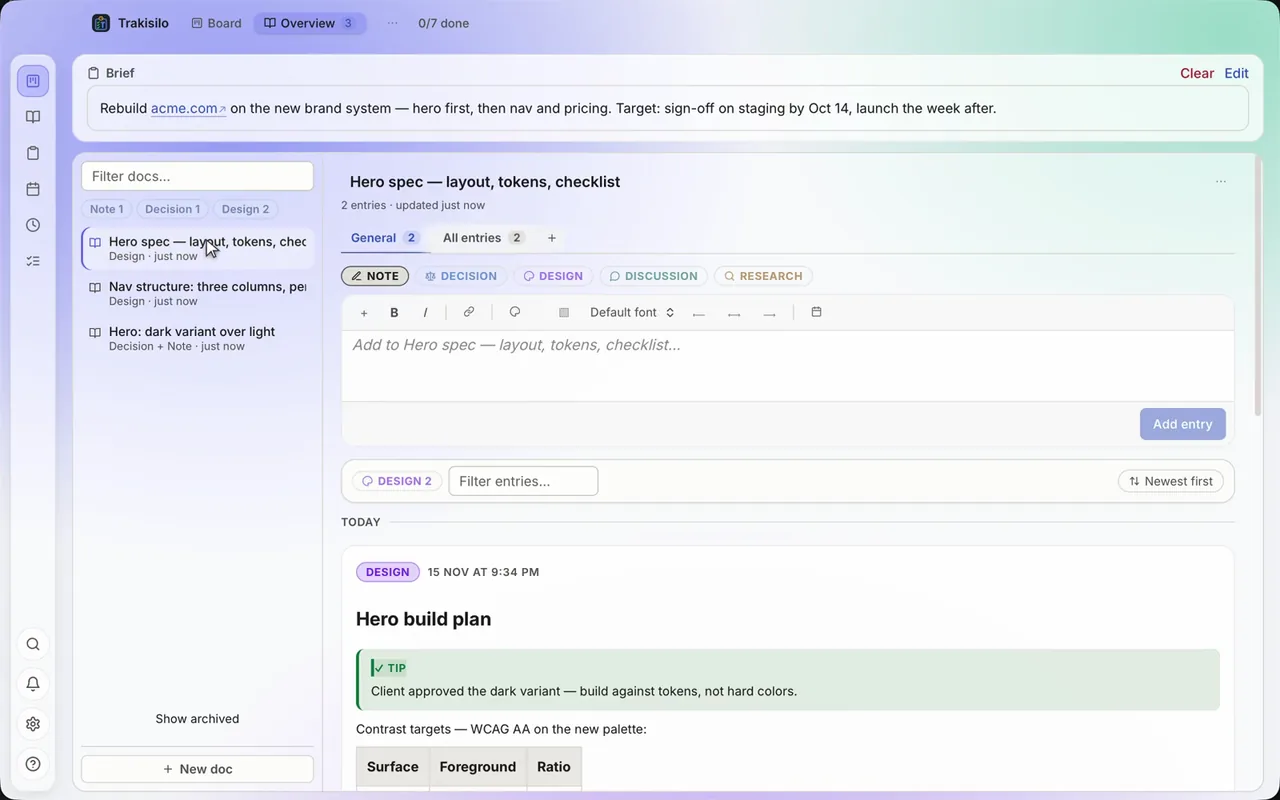 Trakisilo
Board
Overview 3
...
0/7 done
Brief
Clear Edit
Rebuild acme.com↗ on the new brand system — hero first, then nav and pricing. Target: sign-off on staging by Oct 14, launch the week after.
Filter docs...
Note 1 Decision 1 Design 2
Hero spec — layout, tokens, chec
Design · just now
Nav structure: three columns, per
Design · just now
Hero: dark variant over light
Decision + Note · just now
Show archived
+ New doc
Hero spec — layout, tokens, checklist
...
2 entries · updated just now
General 2 All entries 2 +
NOTE DECISION DESIGN DISCUSSION RESEARCH
+ B I Default font
Add to Hero spec — layout, tokens, checklist...
Add entry
DESIGN 2 Filter entries... Newest first
TODAY
DESIGN 15 NOV AT 9:34 PM
Hero build plan
TIP
Client approved the dark variant — build against tokens, not hard colors.
Contrast targets — WCAG AA on the new palette:
Surface Foreground Ratio